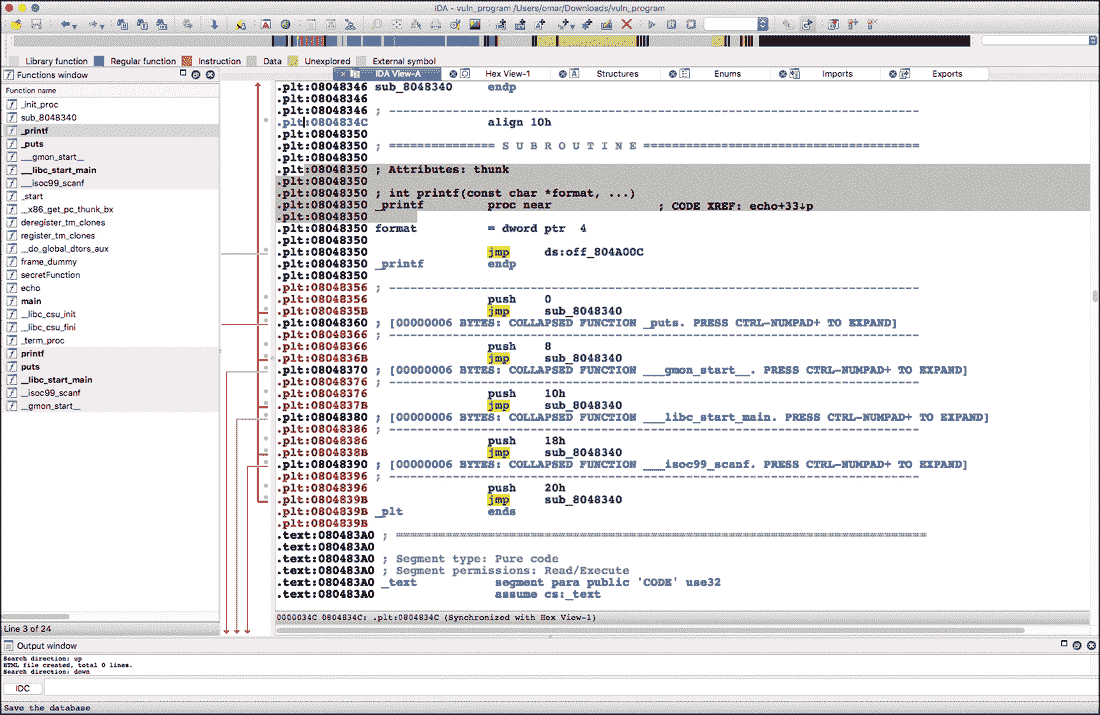 IDA - vuln_program /Users/omar/Downloads/vuln_program
Library function Regular function Instruction Data Unexplored External symbol
Functions window
IDA View-A Hex View-1 Structures Enums Imports Exports
Function name
_init_proc
sub_8048340
_printf
_puts
__gmon_start__
___libc_start_main
___isoc99_scanf
_start
__x86_get_pc_thunk_bx
deregister_tm_clones
register_tm_clones
__do_global_dtors_aux
frame_dummy
secretFunction
echo
main
__libc_csu_init
__libc_csu_fini
_term_proc
printf
puts
__libc_start_main
__isoc99_scanf
__gmon_start__
Line 3 of 24
.plt:08048346 sub_8048340 endp
.plt:08048346
.plt:08048346 ; ---------------------------------------------------------------------------
.plt:0804834C align 10h
.plt:08048350
.plt:08048350 ; =============== S U B R O U T I N E =======================================
.plt:08048350
.plt:08048350 ; Attributes: thunk
.plt:08048350
.plt:08048350 ; int printf(const char *format, ...)
.plt:08048350 _printf proc near ; CODE XREF: echo+33↓p
.plt:08048350
.plt:08048350 format = dword ptr 4
.plt:08048350
.plt:08048350 jmp ds:off_804A00C
.plt:08048350 _printf endp
.plt:08048350
.plt:08048356 ; ---------------------------------------------------------------------------
.plt:08048356 push 0
.plt:0804835B jmp sub_8048340
.plt:08048360 ; [00000006 BYTES: COLLAPSED FUNCTION _puts. PRESS CTRL-NUMPAD+ TO EXPAND]
.plt:08048366 ; ---------------------------------------------------------------------------
.plt:08048366 push 8
.plt:0804836B jmp sub_8048340
.plt:08048370 ; [00000006 BYTES: COLLAPSED FUNCTION ___gmon_start__. PRESS CTRL-NUMPAD+ TO EXPAND]
.plt:08048376 ; ---------------------------------------------------------------------------
.plt:08048376 push 10h
.plt:0804837B jmp sub_8048340
.plt:08048380 ; [00000006 BYTES: COLLAPSED FUNCTION ___libc_start_main. PRESS CTRL-NUMPAD+ TO EXPAND]
.plt:08048386 ; ---------------------------------------------------------------------------
.plt:08048386 push 18h
.plt:0804838B jmp sub_8048340
.plt:08048390 ; [00000006 BYTES: COLLAPSED FUNCTION ___isoc99_scanf. PRESS CTRL-NUMPAD+ TO EXPAND]
.plt:08048396 ; ---------------------------------------------------------------------------
.plt:08048396 push 20h
.plt:0804839B jmp sub_8048340
.plt:0804839B _plt ends
.plt:0804839B
.text:080483A0 ; ===========================================================================
.text:080483A0
.text:080483A0 ; Segment type: Pure code
.text:080483A0 ; Segment permissions: Read/Execute
.text:080483A0 _text segment para public 'CODE' use32
.text:080483A0 assume cs:_text
0000034C 0804834C: .plt:0804834C (Synchronized with Hex View-1)
Output window
Search direction: up
HTML file created, total 0 lines.
Search direction: down
IDC
Save the database